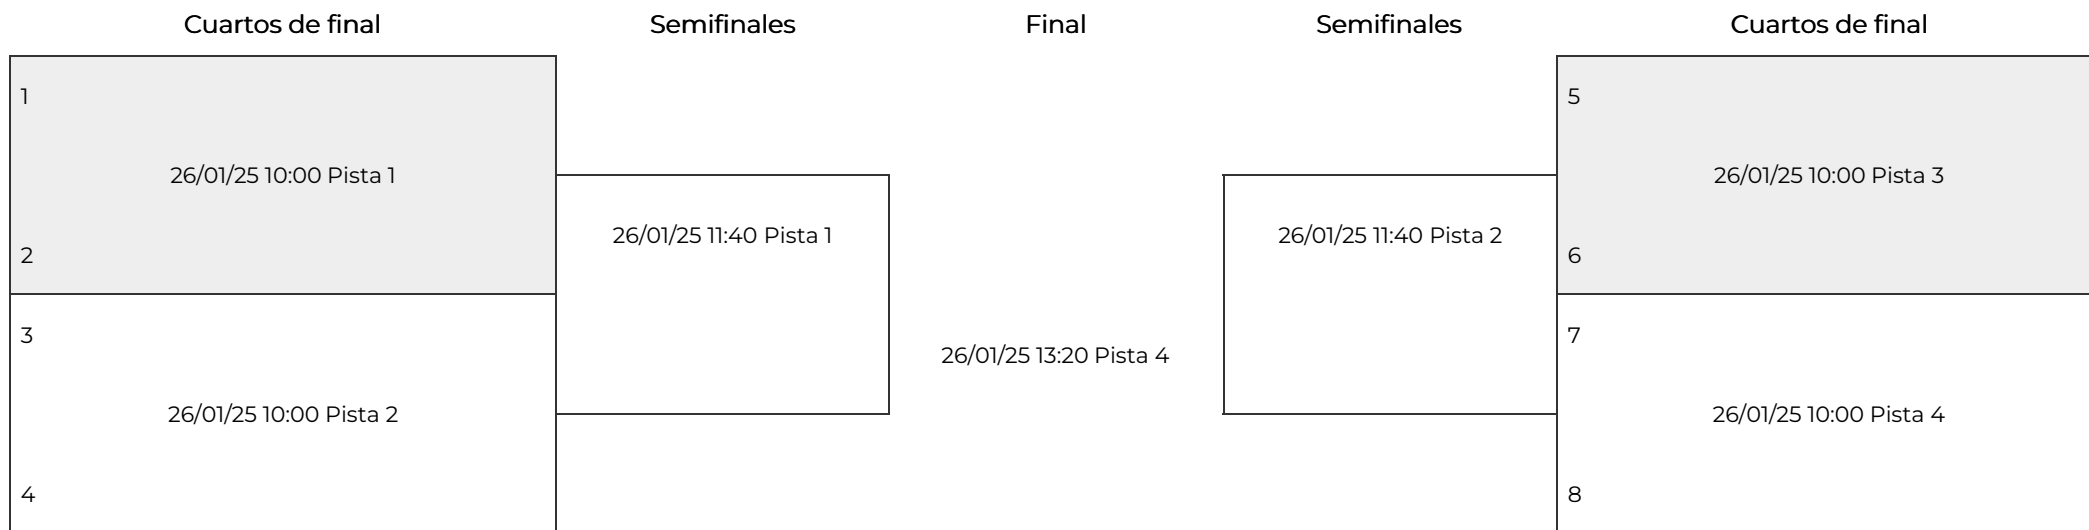 Cuartos de final
Semifinales
Final
Semifinales
Cuartos de final
1
26/01/25 10:00 Pista 1
2
3
26/01/25 10:00 Pista 2
4
26/01/25 11:40 Pista 1
26/01/25 13:20 Pista 4
26/01/25 11:40 Pista 2
5
26/01/25 10:00 Pista 3
6
7
26/01/25 10:00 Pista 4
8